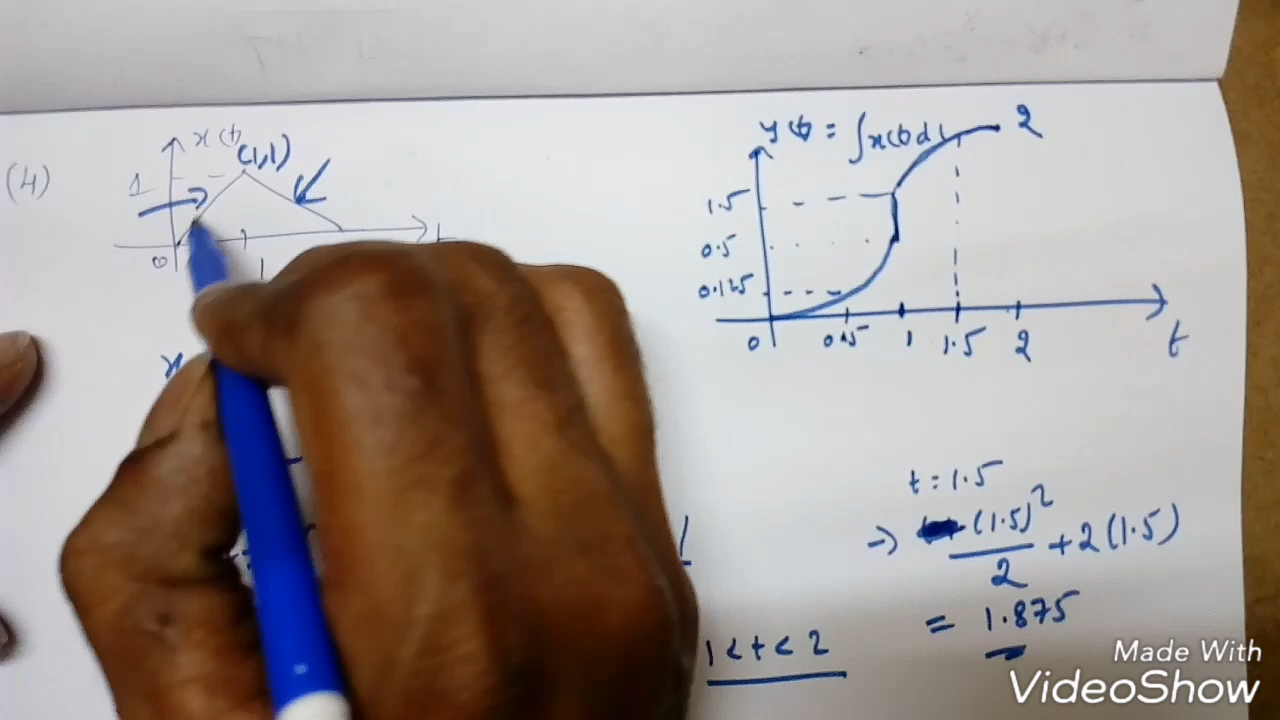 (4)
x(t)
(1,1)
1
0
1
t
x
y(t) = ∫x(t)dt
2
1.5
0.5
0.125
0 0.5 1 1.5 2
t
t = 1.5
→ (1.5)²/2 + 2(1.5)
= 1.875
1 < t < 2
Made With
VideoShow